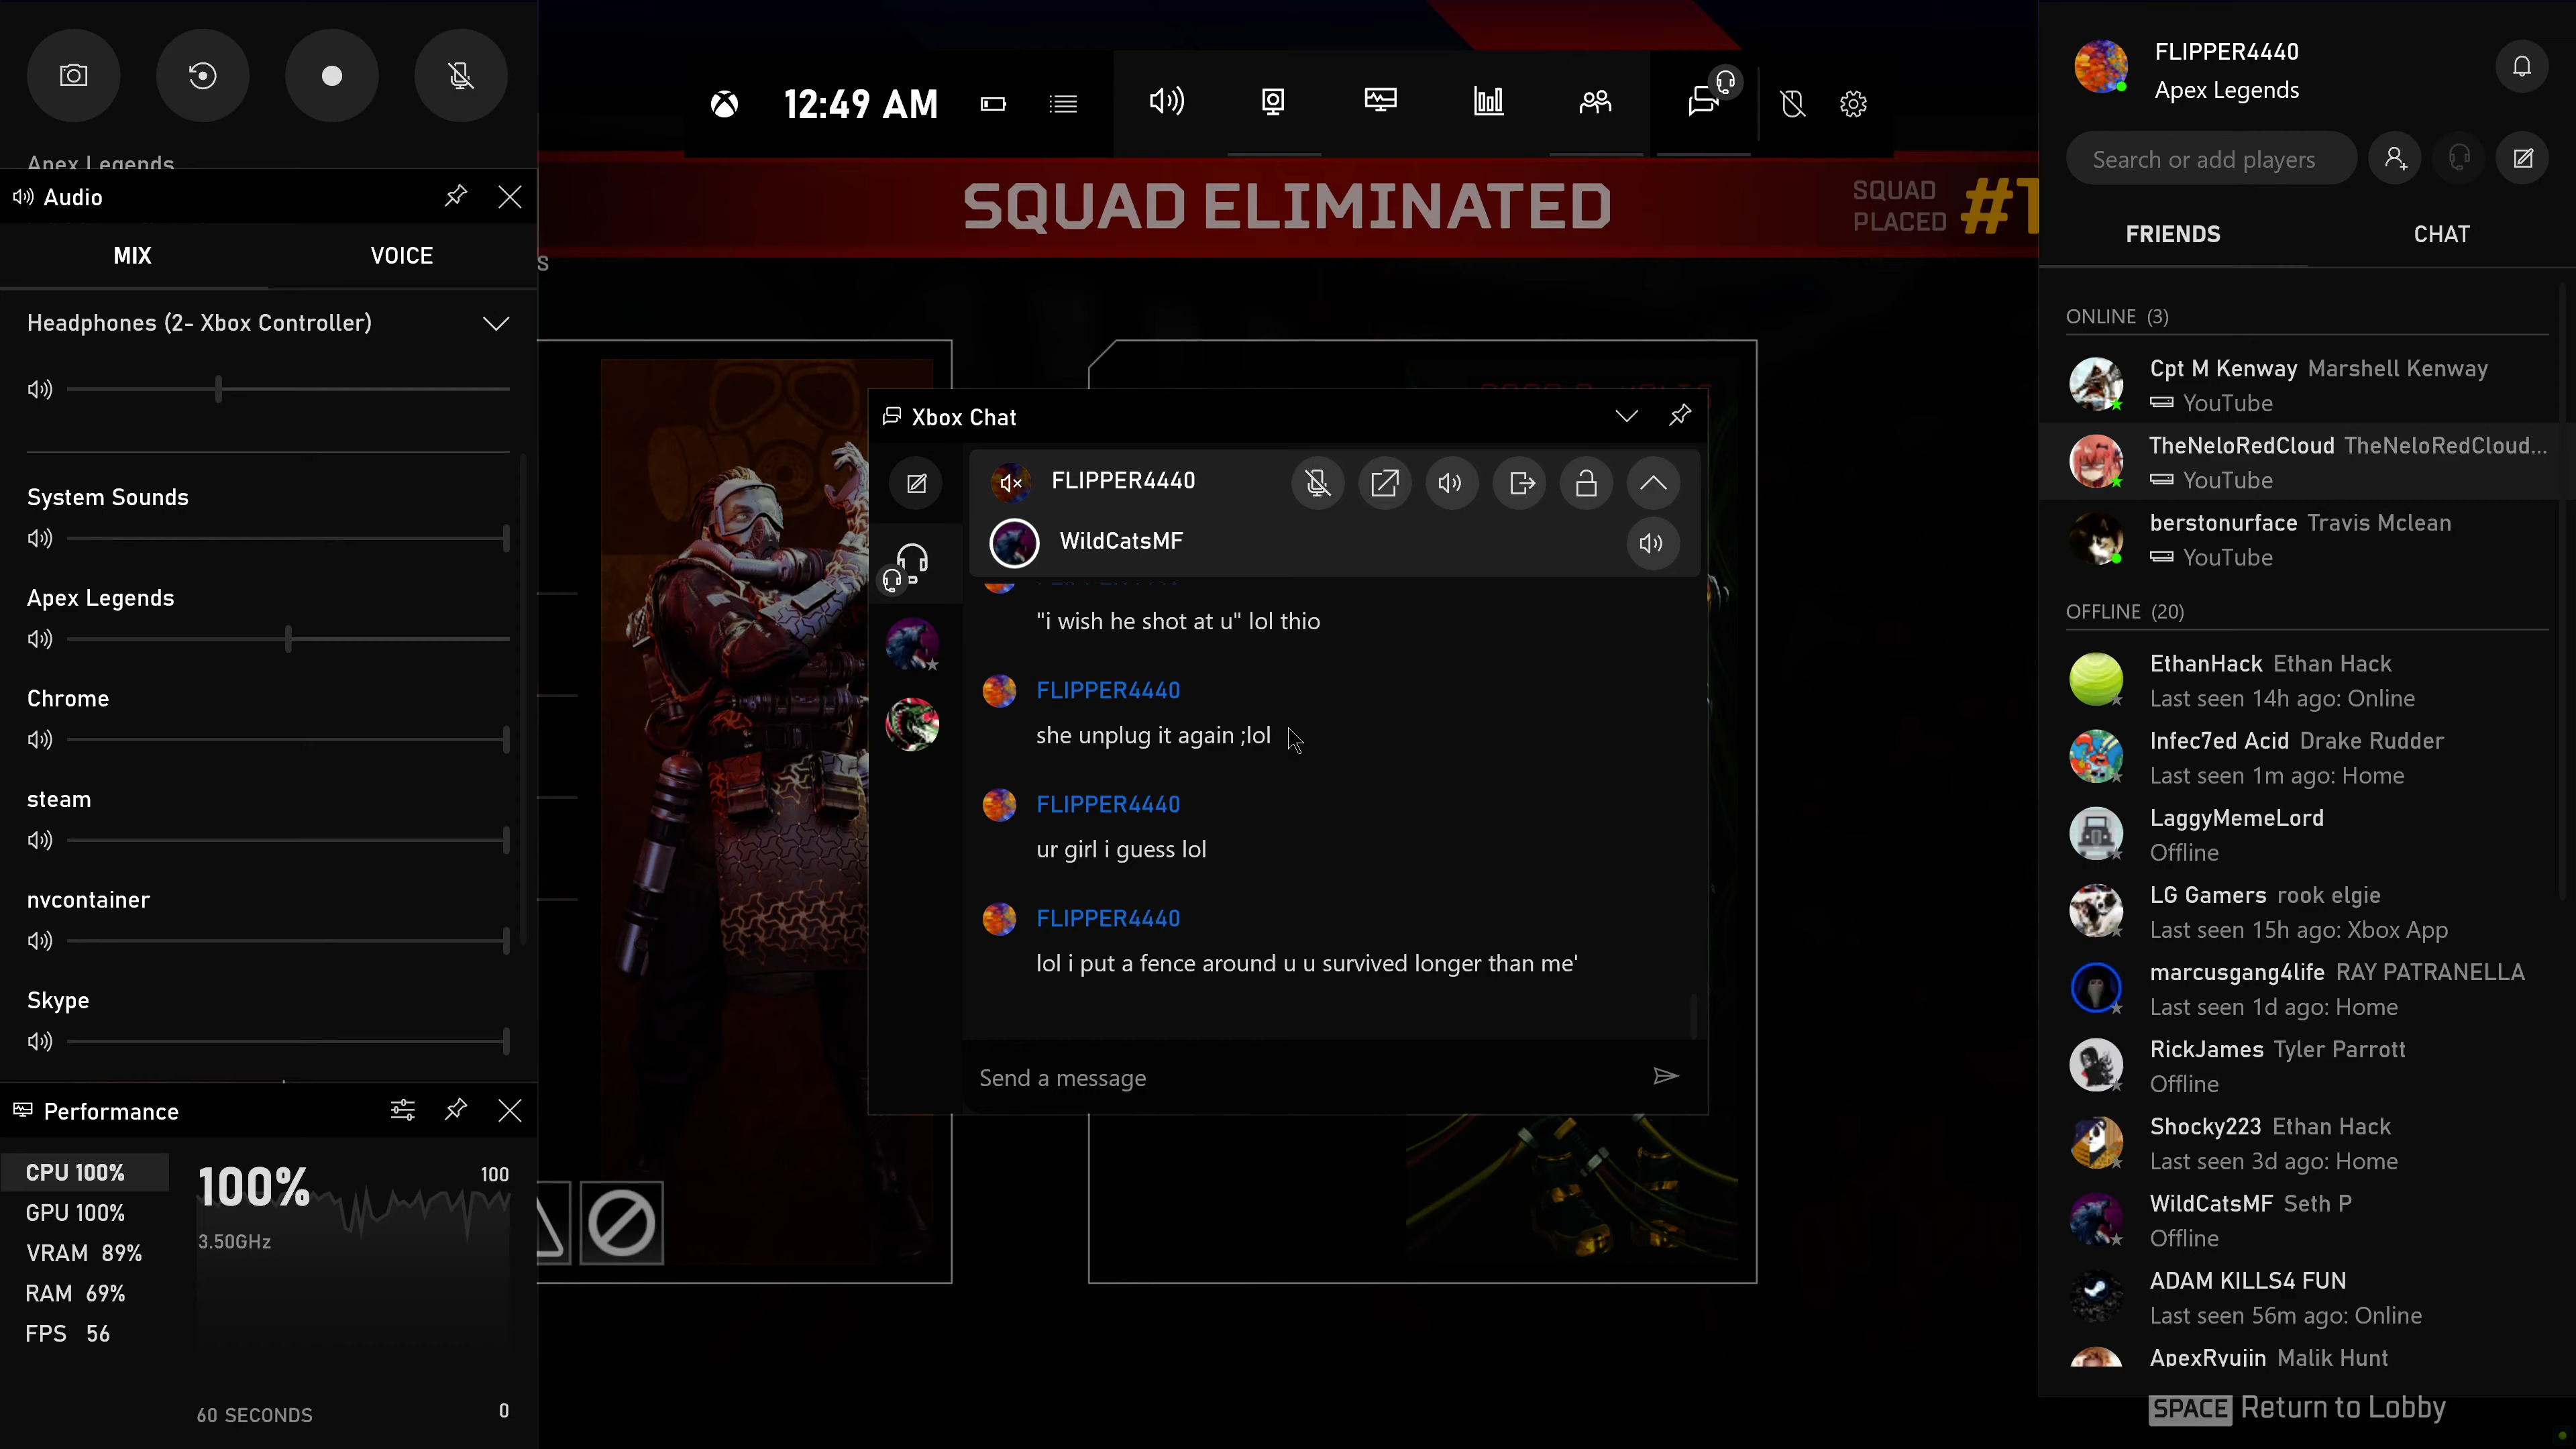 12:49 AM
Apex Legends
Audio
MIX
VOICE
Headphones (2- Xbox Controller)
System Sounds
Apex Legends
Chrome
steam
nvcontainer
Skype
Performance
CPU 100%
GPU 100%
VRAM 89%
RAM 69%
FPS 56
100%
100
3.50GHz
60 SECONDS
0
SQUAD ELIMINATED
SQUAD
PLACED
S
Xbox Chat
FLIPPER4440
WildCatsMF
"i wish he shot at u" lol thio
FLIPPER4440
she unplug it again ;lol
FLIPPER4440
ur girl i guess lol
FLIPPER4440
lol i put a fence around u u survived longer than me'
Send a message
FLIPPER4440
Apex Legends
Search or add players
FRIENDS
CHAT
ONLINE (3)
Cpt M Kenway Marshell Kenway
YouTube
TheNeloRedCloud TheNeloRedCloud...
YouTube
berstonurface Travis Mclean
YouTube
OFFLINE (20)
EthanHack Ethan Hack
Last seen 14h ago: Online
Infec7ed Acid Drake Rudder
Last seen 1m ago: Home
LaggyMemeLord
Offline
LG Gamers rook elgie
Last seen 15h ago: Xbox App
marcusgang4life RAY PATRANELLA
Last seen 1d ago: Home
RickJames Tyler Parrott
Offline
Shocky223 Ethan Hack
Last seen 3d ago: Home
WildCatsMF Seth P
Offline
ADAM KILLS4 FUN
Last seen 56m ago: Online
ApexRyujin Malik Hunt
SPACE Return to Lobby